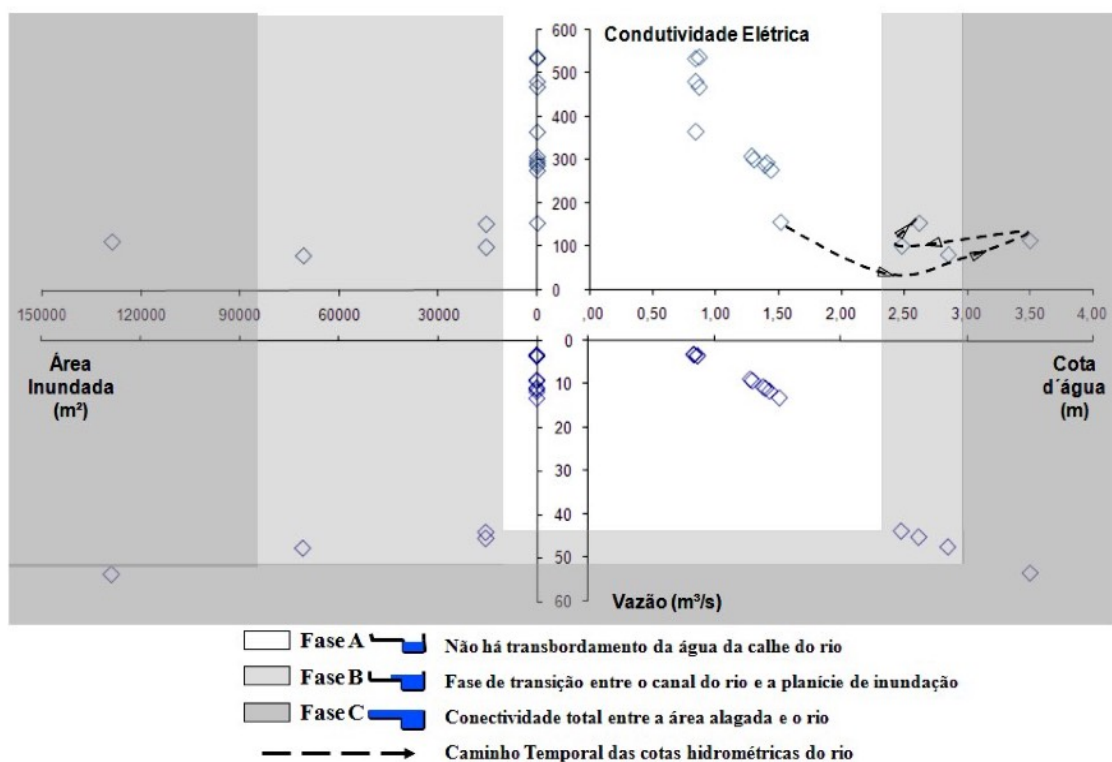 600 Condutividade Elétrica
500
400
300
200
100
0
150000 120000 90000 60000 30000 0 ,00 0,50 1,00 1,50 2,00 2,50 3,00 3,50 4,00
0
Área
Inundada
(m²)
Cota
d´água
(m)
10
20
30
40
50
60
Vazão (m³/s)
Fase A Não há transbordamento da água da calhe do rio
Fase B Fase de transição entre o canal do rio e a planície de inundação
Fase C Conectividade total entre a área alagada e o rio
Caminho Temporal das cotas hidrométricas do rio